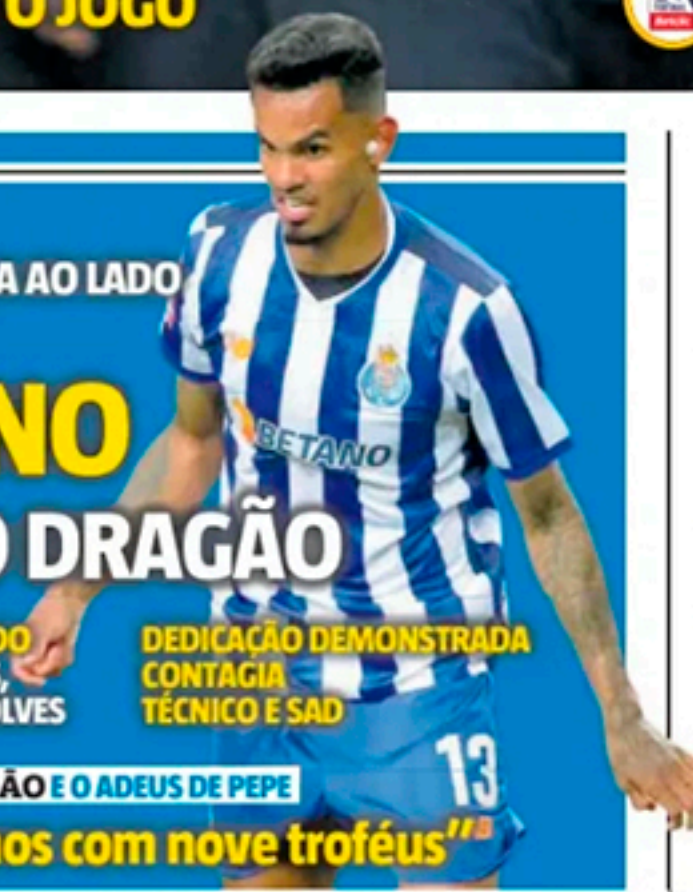 O JOGO
A AO LADO
NO
O DRAGÃO
BETANO
DO
DEDICAÇÃO DEMONSTRADA
CONTAGIA
LVES
TÉCNICO E SAD
13
ÃO E O ADEUS DE PEPE
os com nove troféus”